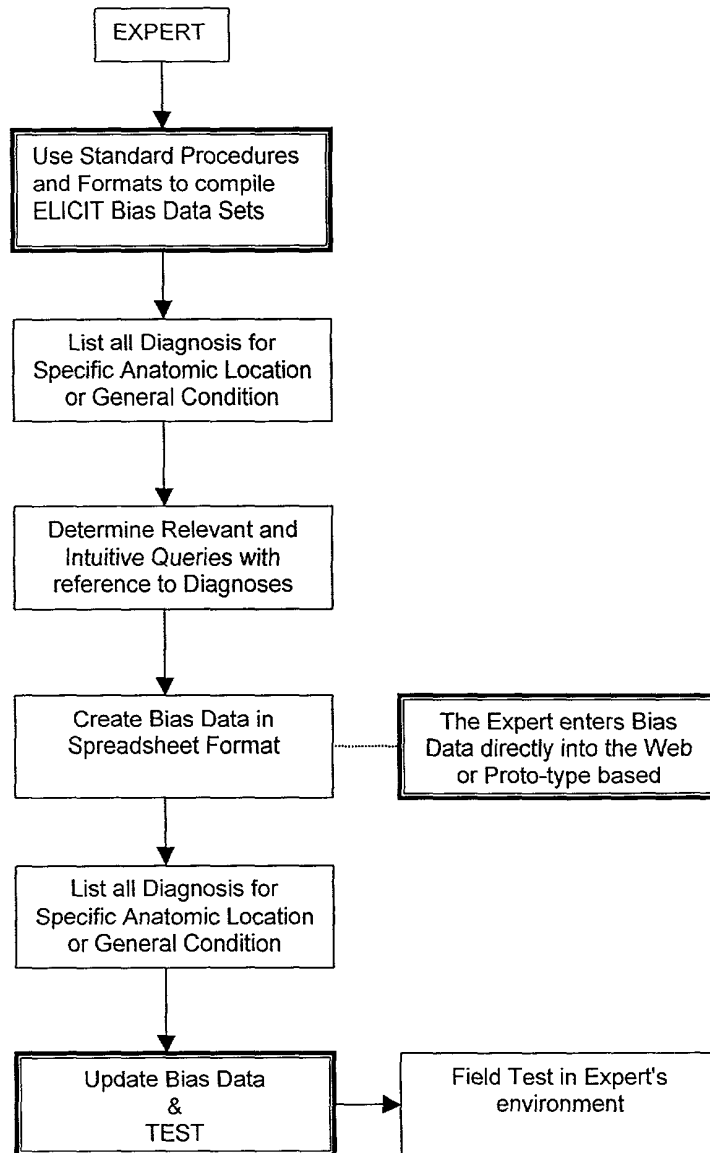 EXPERT
Use Standard Procedures
and Formats to compile
ELICIT Bias Data Sets
List all Diagnosis for
Specific Anatomic Location
or General Condition
Determine Relevant and
Intuitive Queries with
reference to Diagnoses
Create Bias Data in
Spreadsheet Format
The Expert enters Bias
Data directly into the Web
or Proto-type based
List all Diagnosis for
Specific Anatomic Location
or General Condition
Update Bias Data
&
TEST
Field Test in Expert's
environment